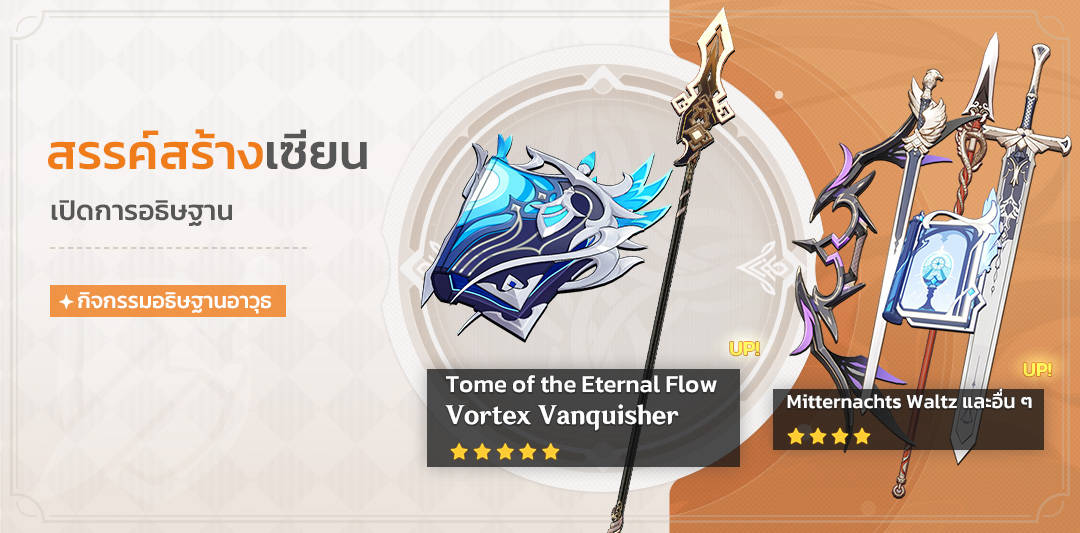 สรรค์สร้างเซียน
เปิดการอธิษฐาน
กิจกรรมอธิษฐานอาวุธ
UP!
Tome of the Eternal Flow
Vortex Vanquisher
UP!
Mitternachts Waltz และอื่น ๆ